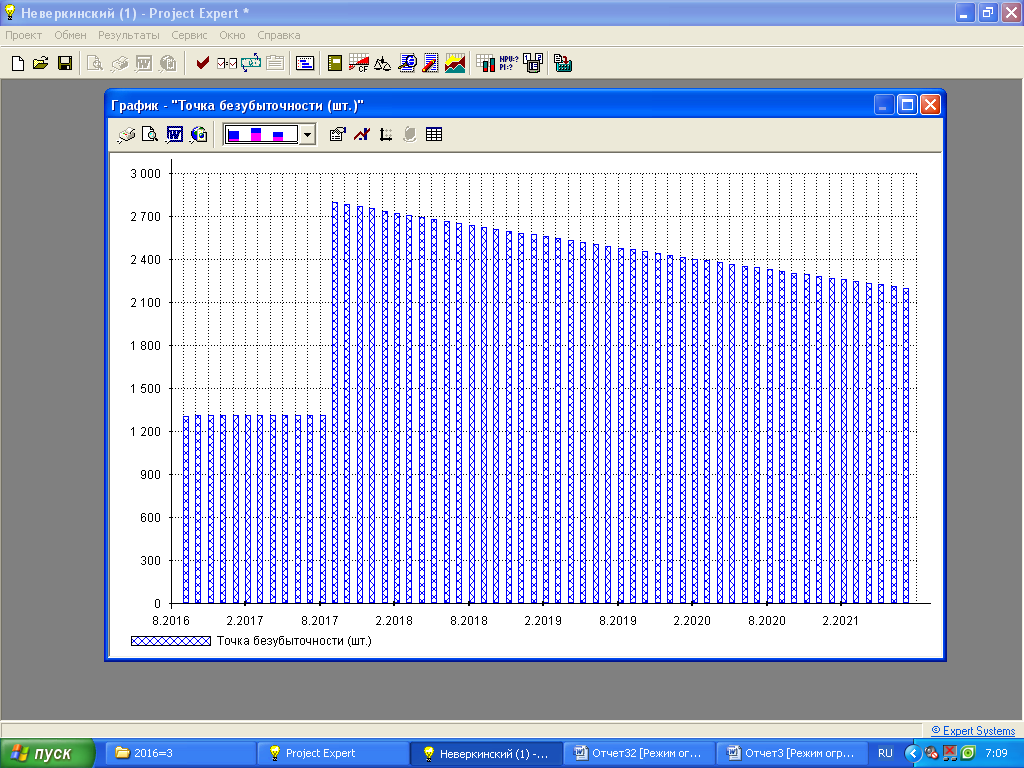 Неверкинский (1) - Project Expert *
Проект Обмен Результаты Сервис Окно Справка
График - "Точка безубыточности (шт.)"
3 000
2 700
2 400
2 100
1 800
1 500
1 200
900
600
300
0
8.2016 2.2017 8.2017 2.2018 8.2018 2.2019 8.2019 2.2020 8.2020 2.2021
Точка безубыточности (шт.)
© Expert Systems
пуск 2016=3 Project Expert Неверкинский (1) -... Отчет32 [Режим ог... Отчет3 [Режим огр... RU 7:09